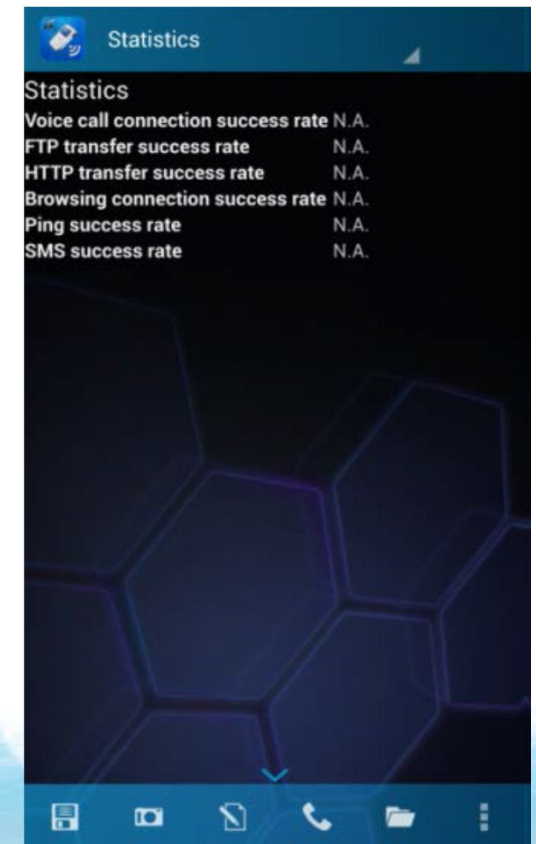 Statistics
Statistics
Voice call connection success rate N.A.
FTP transfer success rate N.A.
HTTP transfer success rate N.A.
Browsing connection success rate N.A.
Ping success rate N.A.
SMS success rate N.A.